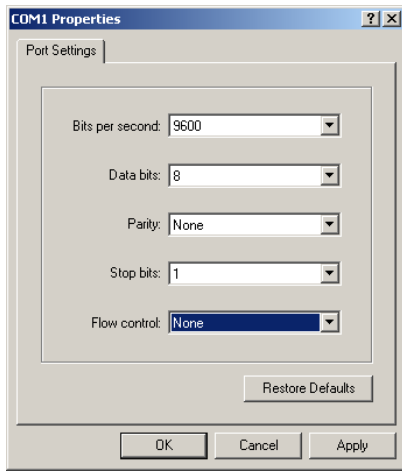 COM1 Properties
Port Settings
Bits per second: 9600
Data bits: 8
Parity: None
Stop bits: 1
Flow control: None
Restore Defaults
OK Cancel Apply